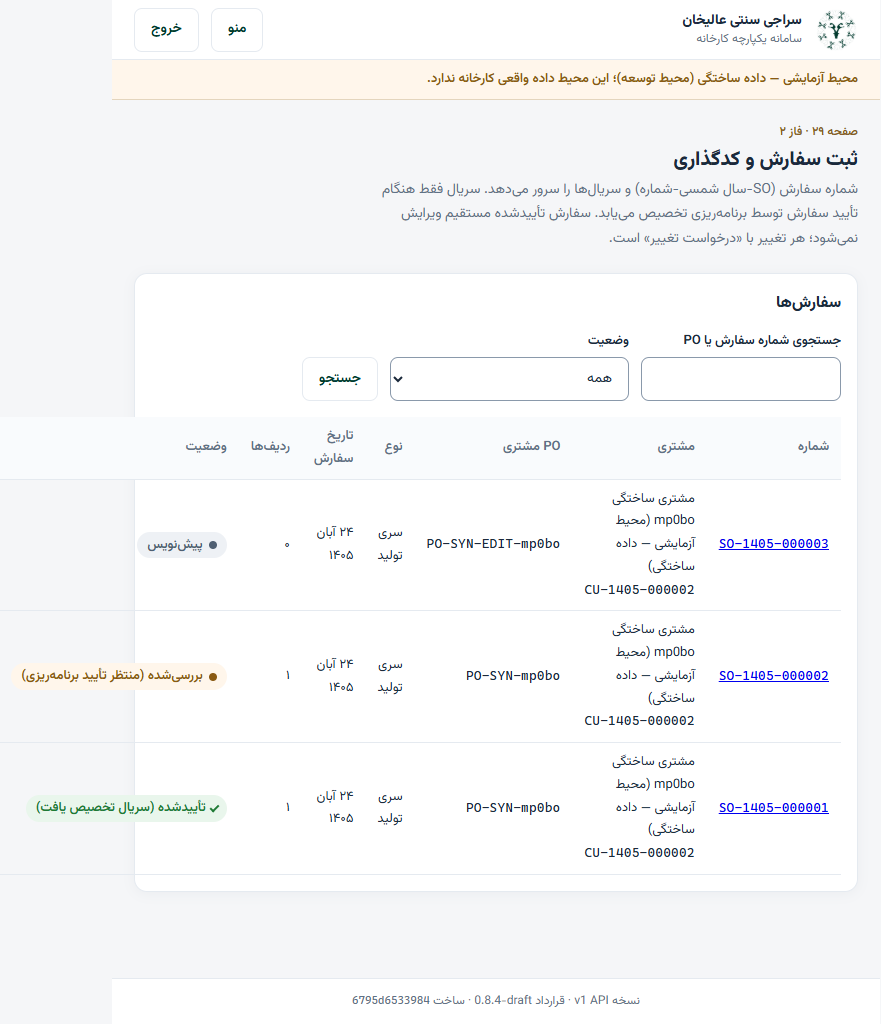 سراجی سنتی عالیخان
سامانه یکپارچه کارخانه
منو
خروج
محیط آزمایشی — داده ساختگی (محیط توسعه)؛ این محیط داده واقعی کارخانه ندارد.
صفحه ۲۹ · فاز ۲
ثبت سفارش و کدگذاری
شماره سفارش (SO-سال شمسی-شماره) و سریال‌ها را سرور می‌دهد. سریال فقط هنگام
تأیید سفارش توسط برنامه‌ریزی تخصیص می‌یابد. سفارش تأییدشده مستقیم ویرایش
نمی‌شود؛ هر تغییر با «درخواست تغییر» است.
سفارش‌ها
جستجوی شماره سفارش یا PO
وضعیت
همه
جستجو
شماره
مشتری
PO مشتری
نوع
تاریخ
سفارش
ردیف‌ها
وضعیت
SO-1405-000003
مشتری ساختگی
mp0bo (محیط
آزمایشی — داده
ساختگی)
CU-1405-000002
PO-SYN-EDIT-mp0bo
سری
تولید
۲۴ آبان
۱۴۰۵
۰
پیش‌نویس
SO-1405-000002
مشتری ساختگی
mp0bo (محیط
آزمایشی — داده
ساختگی)
CU-1405-000002
PO-SYN-mp0bo
سری
تولید
۲۴ آبان
۱۴۰۵
۱
بررسی‌شده (منتظر تأیید برنامه‌ریزی)
SO-1405-000001
مشتری ساختگی
mp0bo (محیط
آزمایشی — داده
ساختگی)
CU-1405-000002
PO-SYN-mp0bo
سری
تولید
۲۴ آبان
۱۴۰۵
۱
تأییدشده (سریال تخصیص یافت)
نسخه API v1 · قرارداد 0.8.4-draft · ساخت 6795d6533984